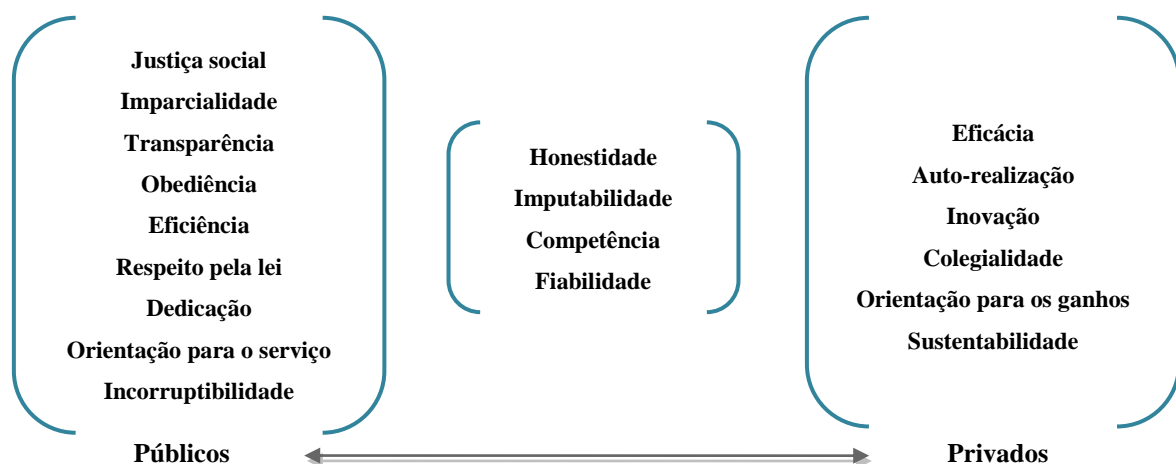 Justiça social
Imparcialidade
Transparência
Obediência
Eficiência
Respeito pela lei
Dedicação
Orientação para o serviço
Incorruptibilidade
Honestidade
Imputabilidade
Competência
Fiabilidade
Eficácia
Auto-realização
Inovação
Colegialidade
Orientação para os ganhos
Sustentabilidade
Públicos
Privados